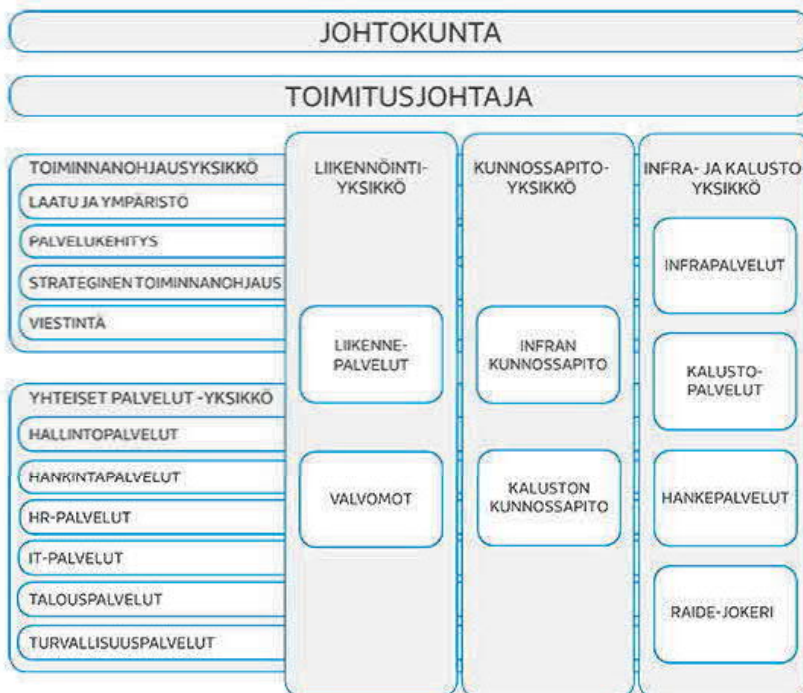 JOHTOKUNTA
TOIMITUSJOHTAJA
TOIMINNANOHJAUSYKSIKKÖ
LAATU JA YMPÄRISTÖ
PALVELUKEHITYS
STRATEGINEN TOIMINNANOHJAUS
VIESTINTÄ
YHTEISET PALVELUT -YKSIKKÖ
HALLINTOPALVELUT
HANKINTAPALVELUT
HR-PALVELUT
IT-PALVELUT
TALOUSPALVELUT
TURVALLISUUSPALVELUT
LIIKENNÖINTI-
YKSIKKÖ
LIIKENNE-
PALVELUT
VALVOMOT
KUNNOSSAPITO-
YKSIKKÖ
INFRAN
KUNNOSSAPITO
KALUSTON
KUNNOSSAPITO
INFRA- JA KALUSTO
YKSIKKÖ
INFRAPALVELUT
KALUSTO-
PALVELUT
HANKEPALVELUT
RAIDE-JOKERI